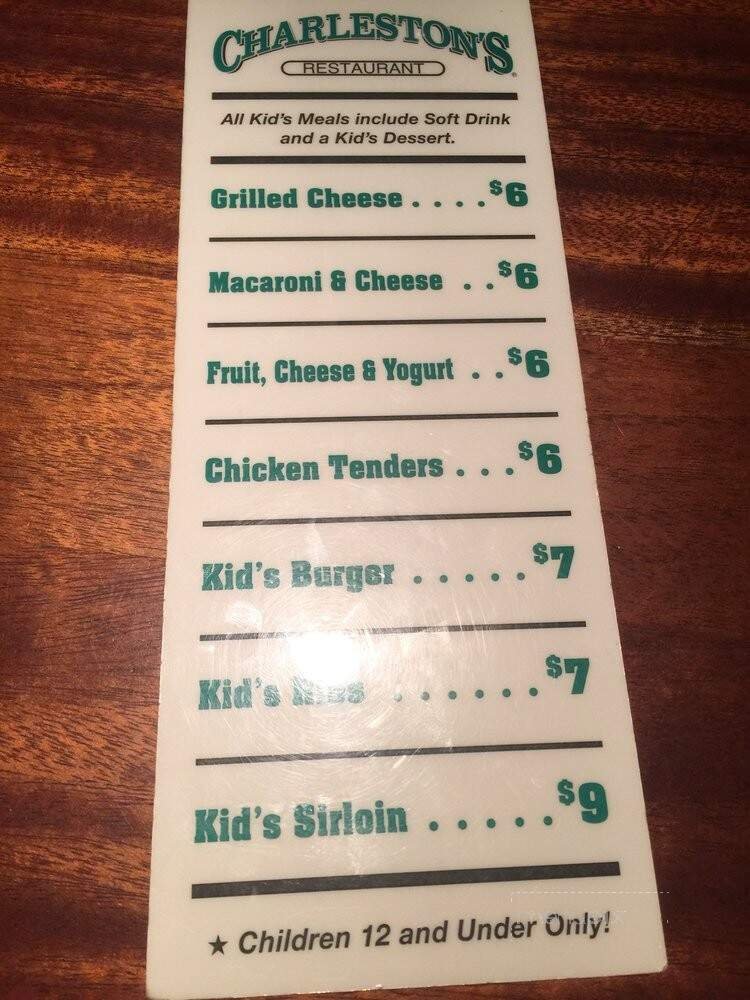 CHARLESTON'S
RESTAURANT
All Kid's Meals include Soft Drink
and a Kid's Dessert.
Grilled Cheese . . . . $6
Macaroni & Cheese . . $6
Fruit, Cheese & Yogurt . . $6
Chicken Tenders . . . $6
Kid's Burger . . . . . $7
Kid's Ribs . . . . . . $7
Kid's Sirloin . . . . . $9
★ Children 12 and Under Only!